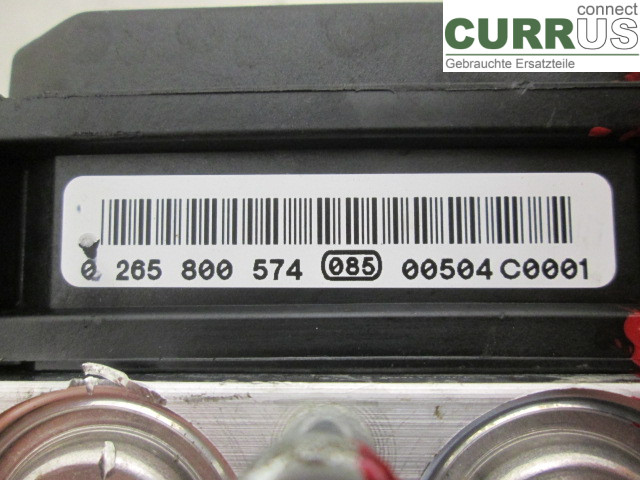 connect
CURRUS
Gebrauchte Ersatzteile
0 265 800 574 085 00504 C0001